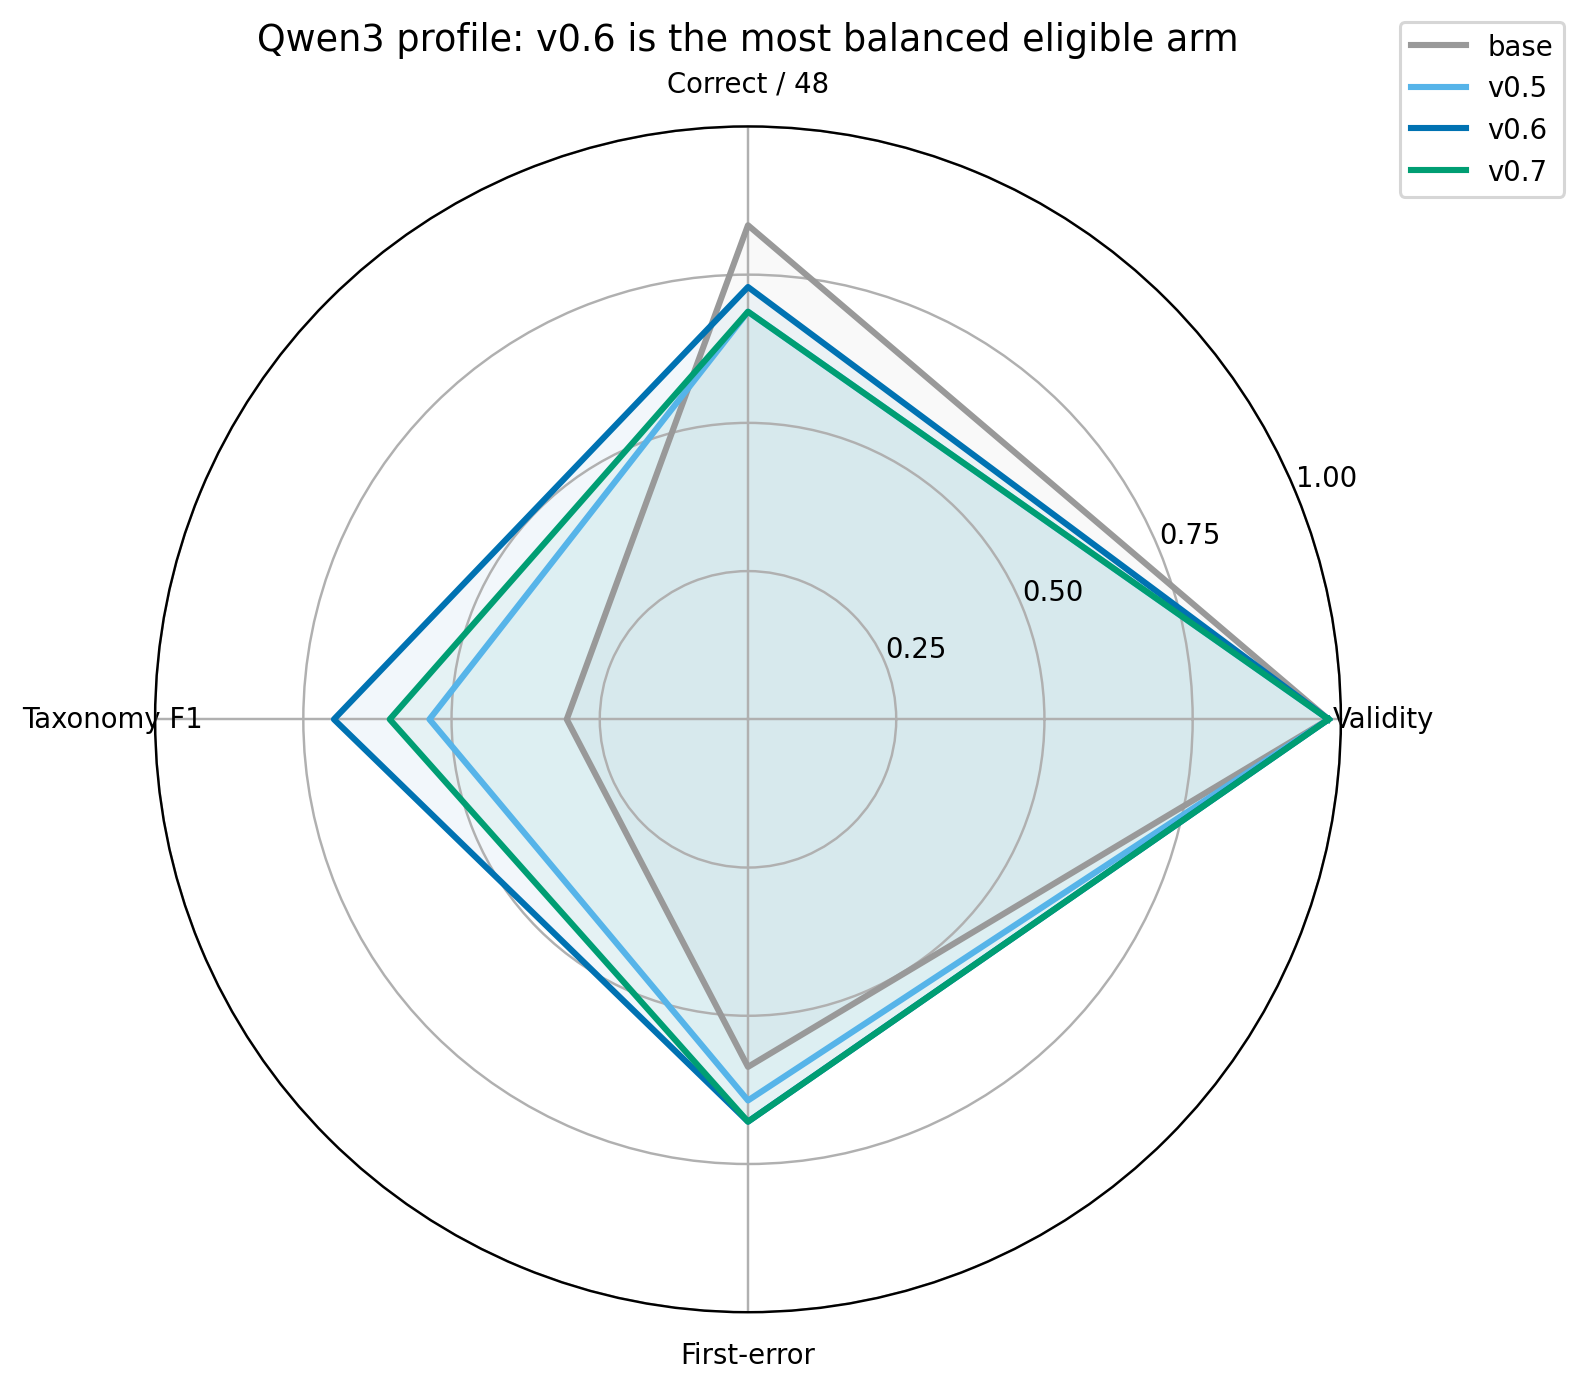 Qwen3 profile: v0.6 is the most balanced eligible arm
Correct / 48
base
v0.5
v0.6
v0.7
1.00
0.75
0.50
0.25
Taxonomy F1
Validity
First-error